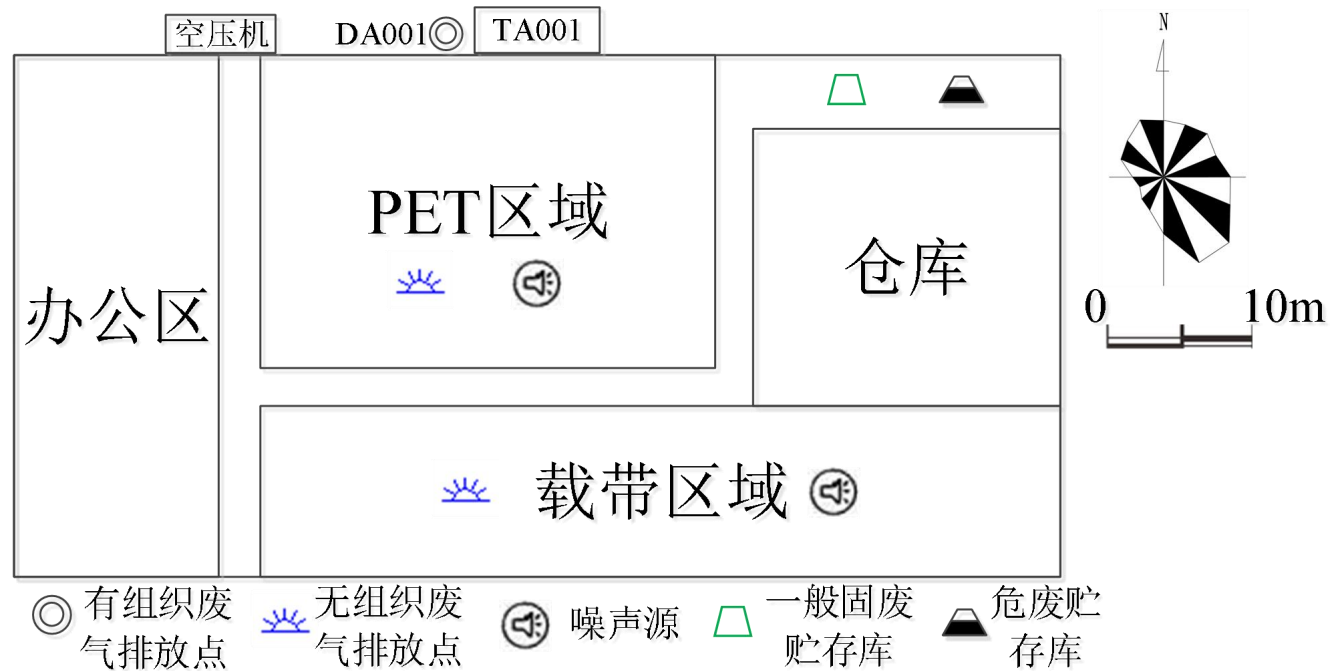 空压机
DA001
TA001
N
PET区域
仓库
办公区
0 10m
载带区域
有组织废
气排放点
无组织废
气排放点
噪声源
一般固废
贮存库
危废贮
存库